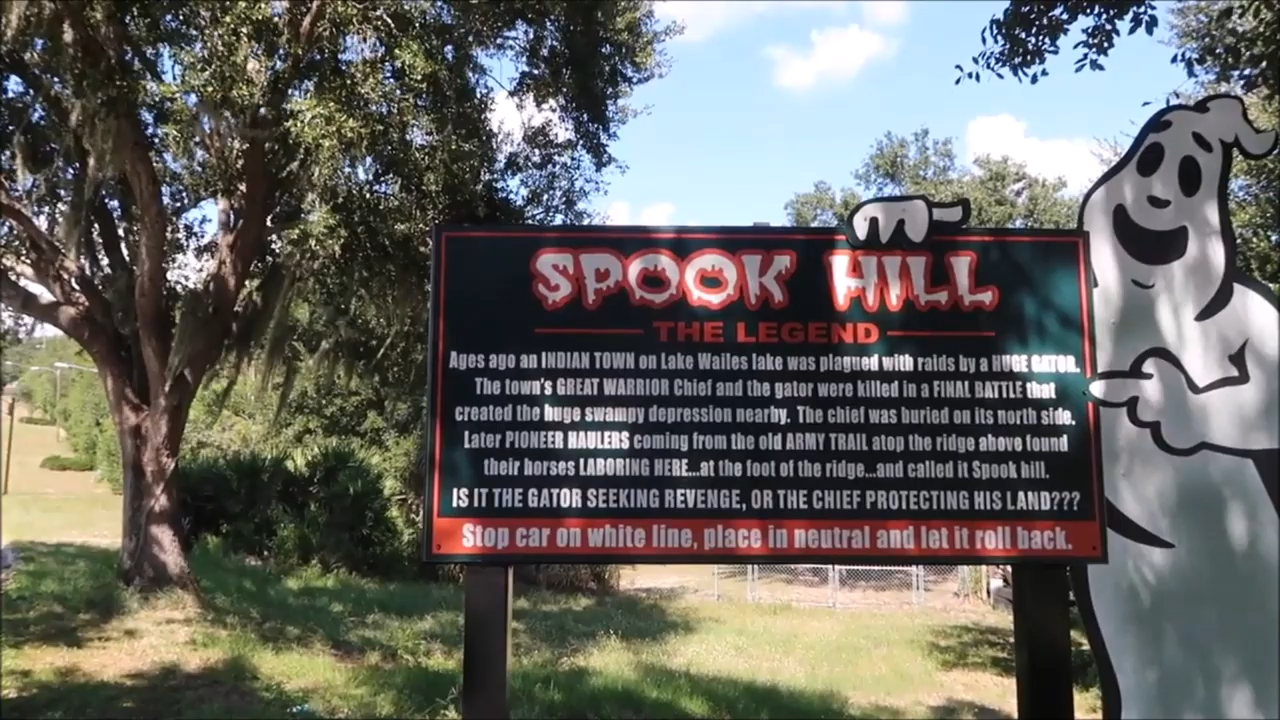 SPOOK HILL
THE LEGEND
Ages ago an INDIAN TOWN on Lake Wailes lake was plagued with raids by a HUGE GATOR.
The town's GREAT WARRIOR Chief and the gator were killed in a FINAL BATTLE that
created the huge swampy depression nearby. The chief was buried on its north side.
Later PIONEER HAULERS coming from the old ARMY TRAIL atop the ridge above found
their horses LABORING HERE...at the foot of the ridge...and called it Spook hill.
IS IT THE GATOR SEEKING REVENGE, OR THE CHIEF PROTECTING HIS LAND???
Stop car on white line, place in neutral and let it roll back.